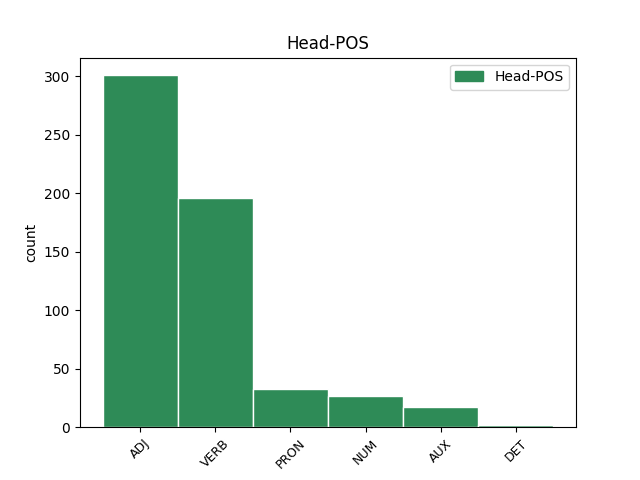 Head-POS
Head-POS
count
300
250
200
150
100
50
0
ADJ
VERB
PRON
NUM
AUX
DET